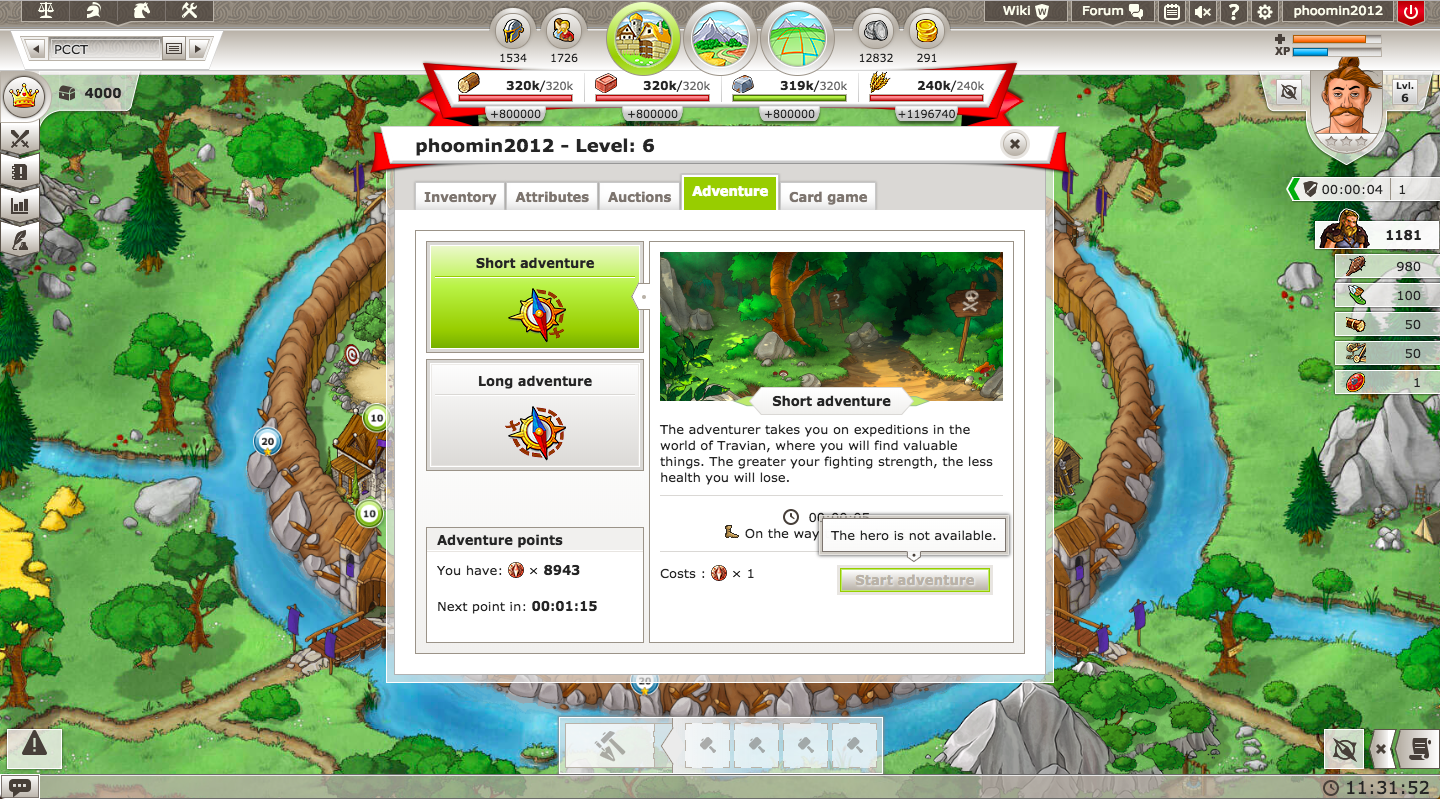 Wiki
Forum
?
phoomin2012
PCCT
1534
1726
12832
291
XP
4000
320k/320k
320k/320k
319k/320k
240k/240k
+800000
+800000
+800000
+1196740
Lvl.
6
phoomin2012 - Level: 6
Inventory
Attributes
Auctions
Adventure
Card game
Short adventure
Long adventure
Adventure points
You have: × 8943
Next point in: 00:01:15
?
Short adventure
The adventurer takes you on expeditions in the
world of Travian, where you will find valuable
things. The greater your fighting strength, the less
health you will lose.
On the way
The hero is not available.
Costs : × 1
Start adventure
00:00:04 1
1181
980
100
50
50
1
20
10
10
20
11:31:52